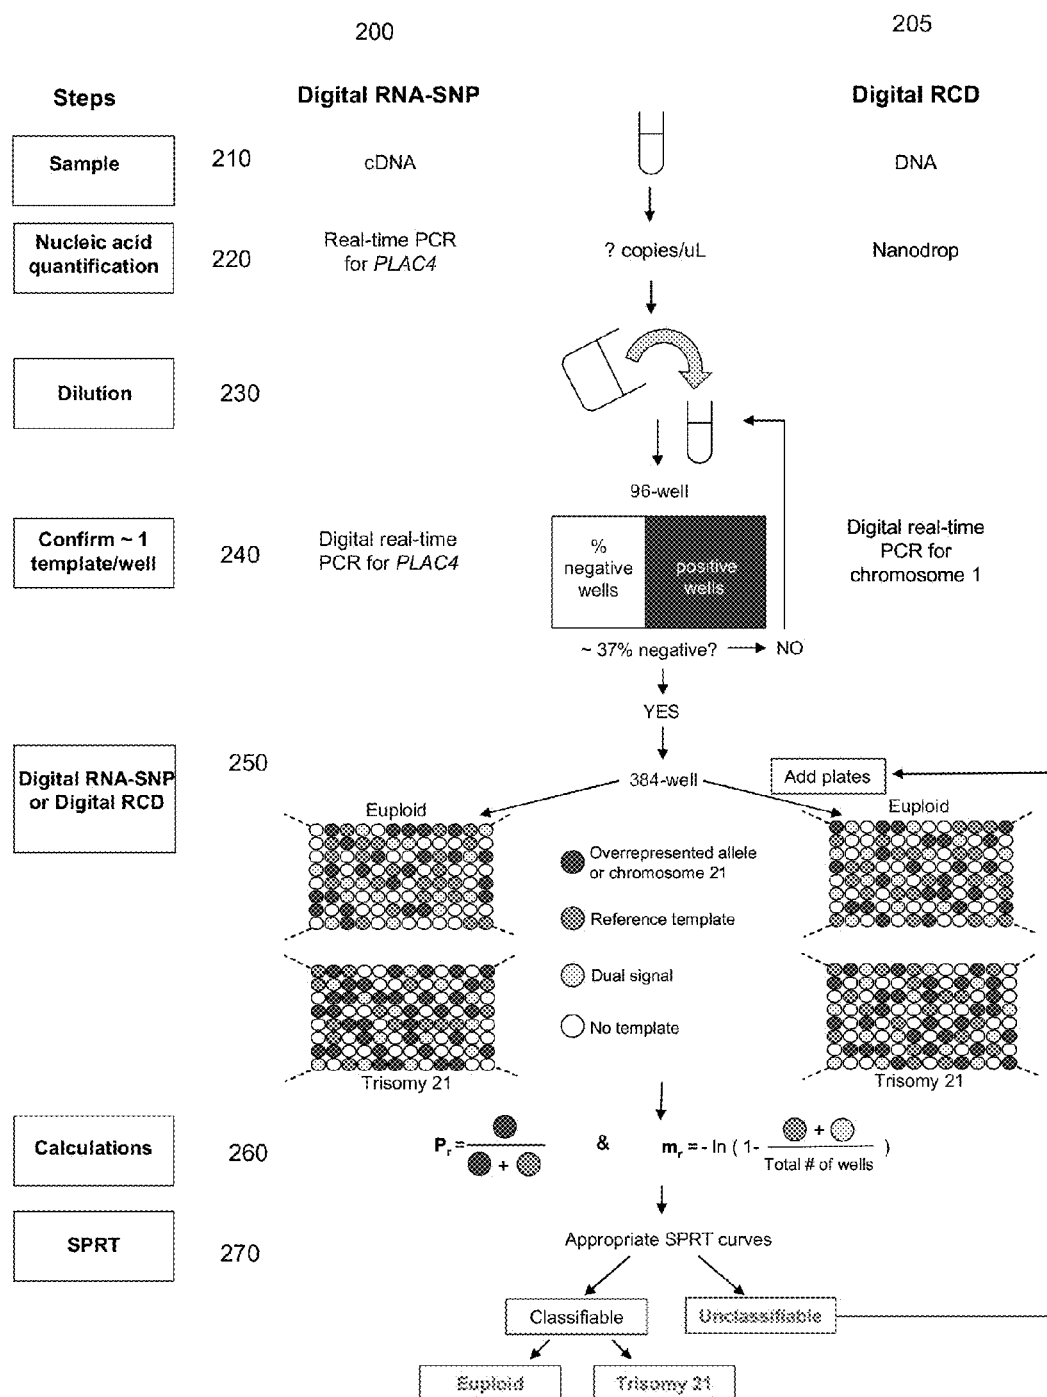 200
205
Steps
Digital RNA-SNP
Digital RCD
Sample
210
cDNA
DNA
Nucleic acid
quantification
220
Real-time PCR
for PLAC4
? copies/uL
Nanodrop
Dilution
230
96-well
Confirm ~ 1
template/well
240
Digital real-time
PCR for PLAC4
%
negative
wells
positive
wells
Digital real-time
PCR for
chromosome 1
~ 37% negative?
NO
YES
Digital RNA-SNP
or Digital RCD
250
384-well
Add plates
Euploid
Euploid
Overrepresented allele
or chromosome 21
Reference template
Dual signal
No template
Trisomy 21
Trisomy 21
Calculations
260
Pr =
+
&
mr = - ln ( 1-
+
Total # of wells
)
SPRT
270
Appropriate SPRT curves
Classifiable
Unclassifiable
Euploid
Trisomy 21